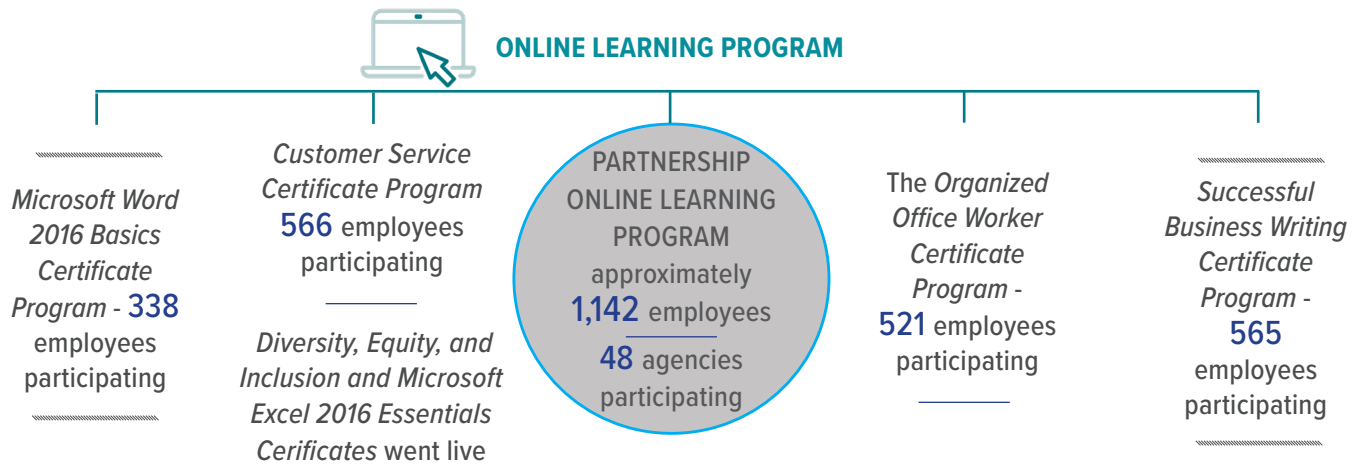 ONLINE LEARNING PROGRAM
Microsoft Word
2016 Basics
Certificate
Program - 338
employees
participating
Customer Service
Certificate Program
566 employees
participating
Diversity, Equity, and
Inclusion and Microsoft
Excel 2016 Essentials
Cerificates went live
PARTNERSHIP
ONLINE LEARNING
PROGRAM
approximately
1,142 employees
48 agencies
participating
The Organized
Office Worker
Certificate
Program -
521 employees
participating
Successful
Business Writing
Certificate
Program -
565
employees
participating